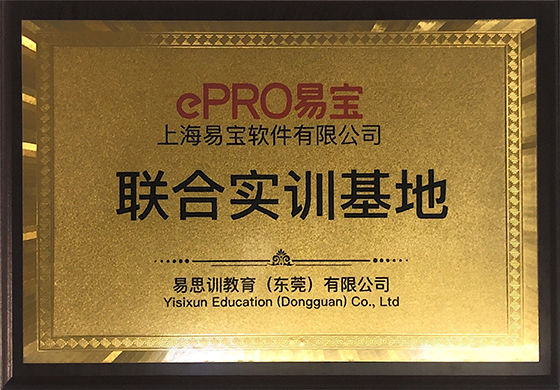 ePRO易宝
上海易宝软件有限公司
联合实训基地
易思训教育（东莞）有限公司
Yisixun Education (Dongguan) Co., Ltd